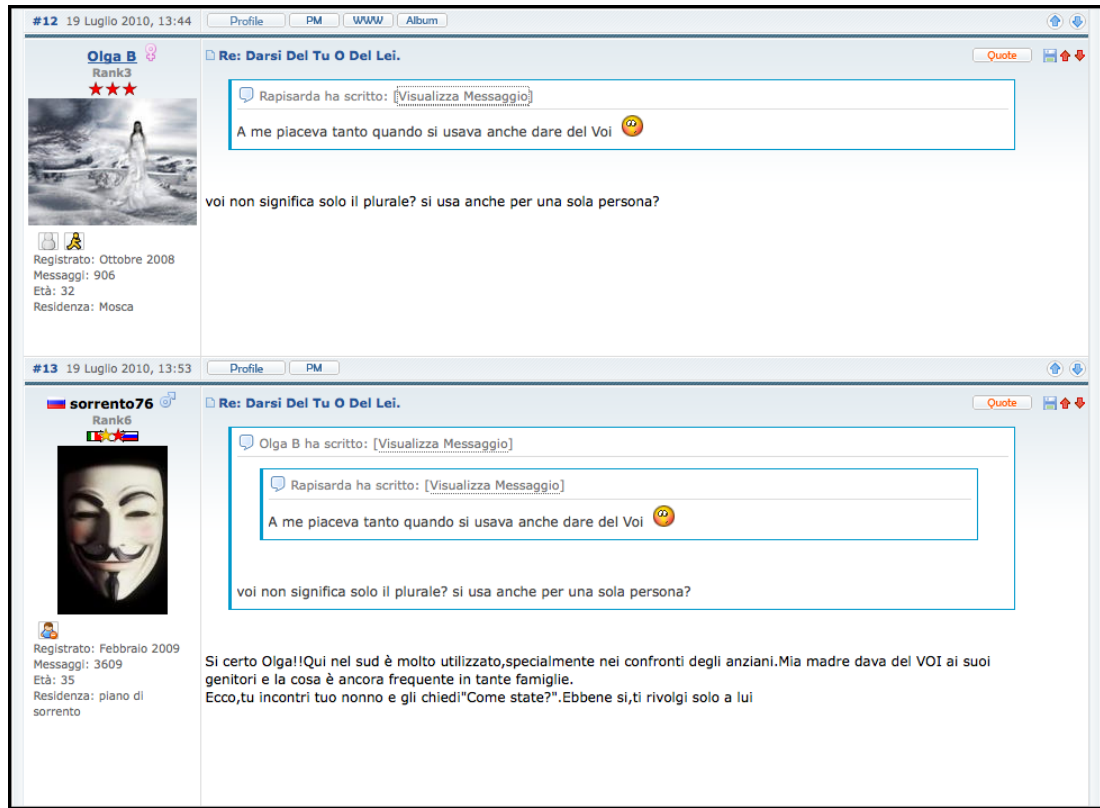 #12 19 Luglio 2010, 13:44 Profile PM WWW Album
Olga B
Rank3
Re: Darsi Del Tu O Del Lei.
Quote
Rapisarda ha scritto: [Visualizza Messaggio]
A me piaceva tanto quando si usava anche dare del Voi
voi non significa solo il plurale? si usa anche per una sola persona?
Registrato: Ottobre 2008
Messaggi: 906
Età: 32
Residenza: Mosca
#13 19 Luglio 2010, 13:53 Profile PM
sorrento76
Rank6
Re: Darsi Del Tu O Del Lei.
Quote
Olga B ha scritto: [Visualizza Messaggio]
Rapisarda ha scritto: [Visualizza Messaggio]
A me piaceva tanto quando si usava anche dare del Voi
voi non significa solo il plurale? si usa anche per una sola persona?
Registrato: Febbraio 2009
Messaggi: 3609
Età: 35
Residenza: piano di
sorrento
Si certo Olga!!Qui nel sud è molto utilizzato,specialmente nei confronti degli anziani.Mia madre dava del VOI ai suoi
genitori e la cosa è ancora frequente in tante famiglie.
Ecco,tu incontri tuo nonno e gli chiedi"Come state?".Ebbene si,ti rivolgi solo a lui